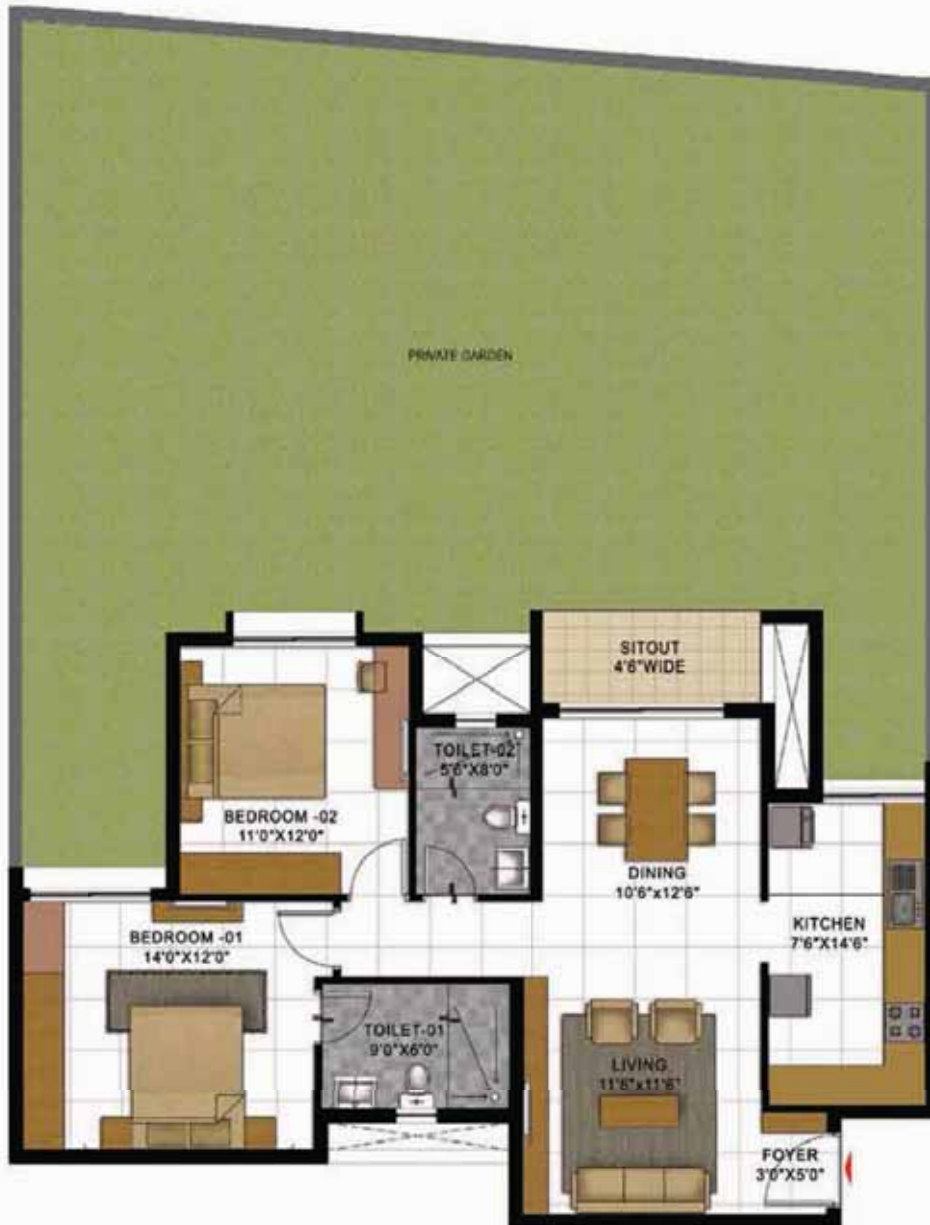 PRIVATE GARDEN
SITOUT
4'6"WIDE
TOILET-02
5'6"X8'0"
BEDROOM -02
11'0"X12'0"
DINING
10'6"x12'6"
KITCHEN
7'6"X14'6"
BEDROOM -01
14'0"X12'0"
TOILET-01
9'0"X6'0"
LIVING
11'6"x11'6"
FOYER
3'0"X5'0"